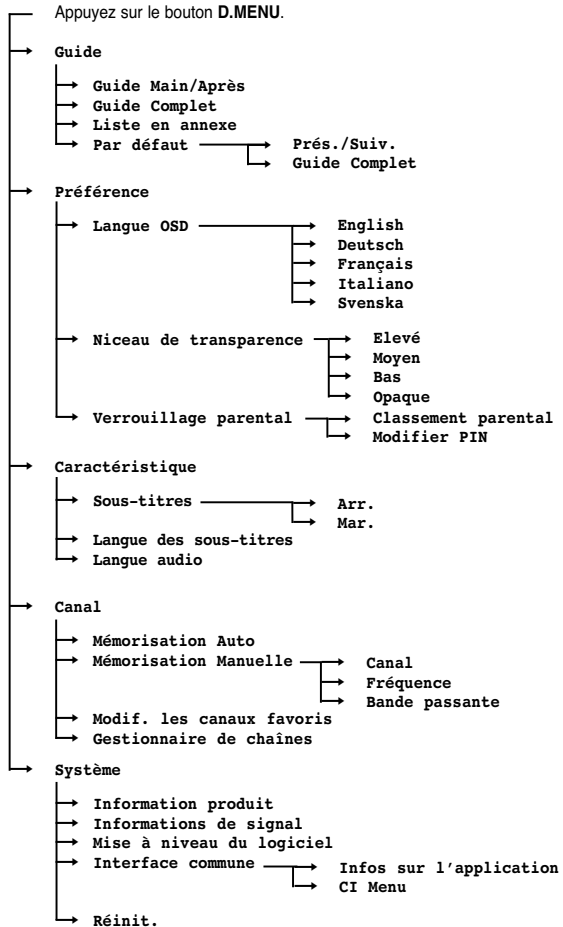 Appuyez sur le bouton D.MENU.
Guide
Guide Main/Après
Guide Complet
Liste en annexe
Par défaut Prés./Suiv.
Guide Complet
Préférence
Langue OSD English
Deutsch
Français
Italiano
Svenska
Niceau de transparence Elevé
Moyen
Bas
Opaque
Verrouillage parental Classement parental
Modifier PIN
Caractéristique
Sous-titres Arr.
Mar.
Langue des sous-titres
Langue audio
Canal
Mémorisation Auto
Mémorisation Manuelle Canal
Fréquence
Bande passante
Modif. les canaux favoris
Gestionnaire de chaînes
Système
Information produit
Informations de signal
Mise à niveau du logiciel
Interface commune Infos sur l'application
CI Menu
Réinit.